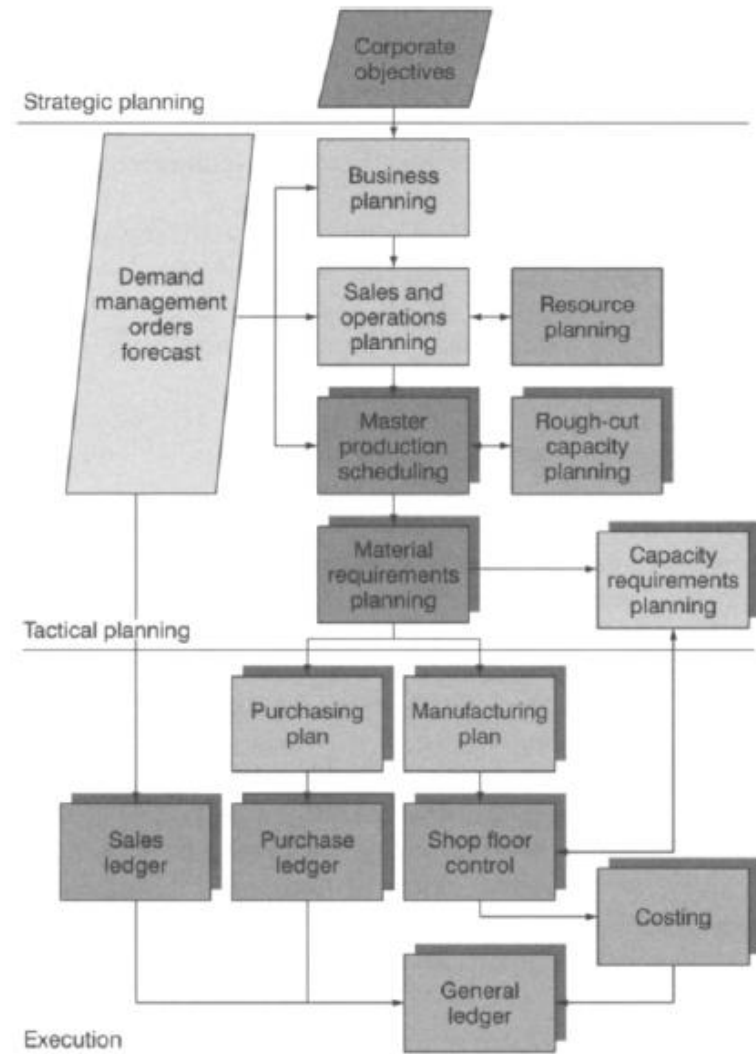 Corporate
objectives
Strategic planning
Business
planning
Demand
management
orders
forecast
Sales and
operations
planning
Resource
planning
Master
production
scheduling
Rough-cut
capacity
planning
Material
requirements
planning
Capacity
requirements
planning
Tactical planning
Purchasing
plan
Manufacturing
plan
Sales
ledger
Purchase
ledger
Shop floor
control
Costing
General
ledger
Execution